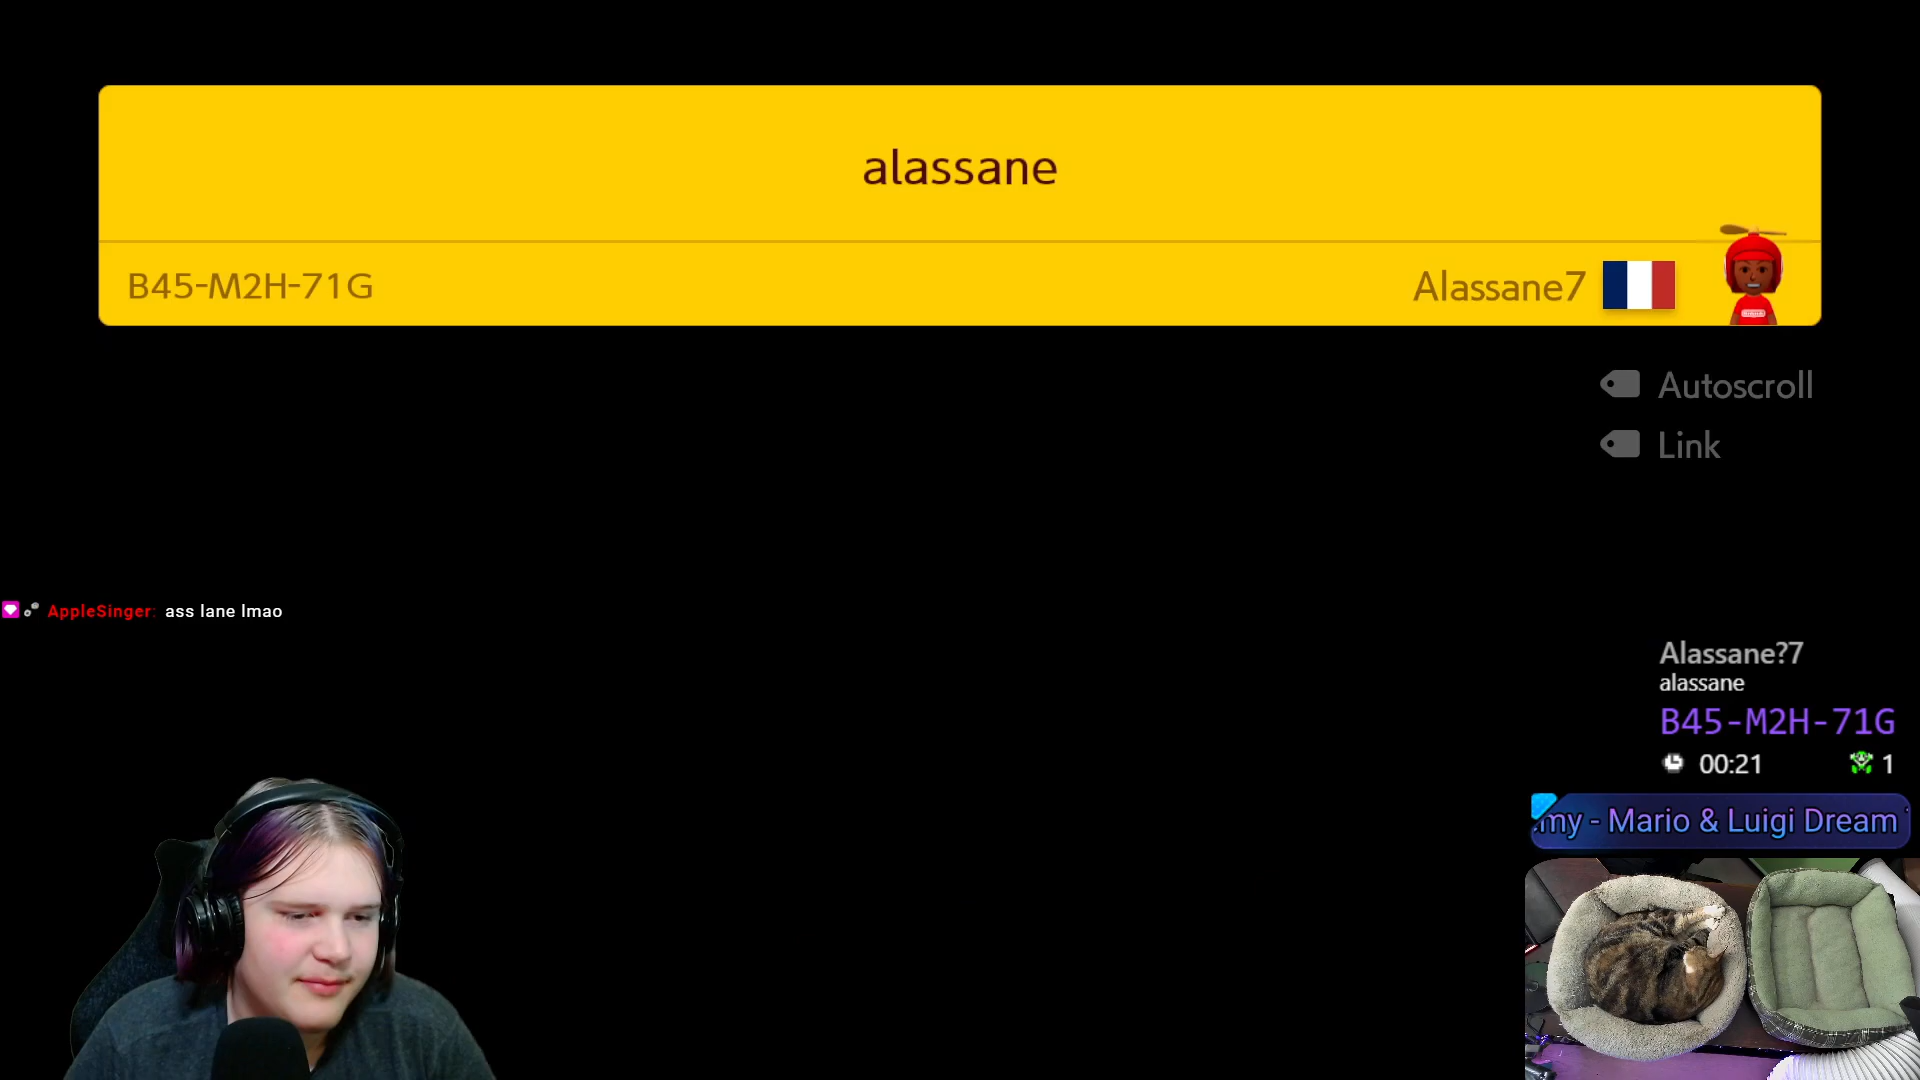 alassane
B45-M2H-71G
Alassane7
Autoscroll
Link
AppleSinger: ass lane lmao
Alassane?7
alassane
B45-M2H-71G
00:21
1
my - Mario & Luigi Dream